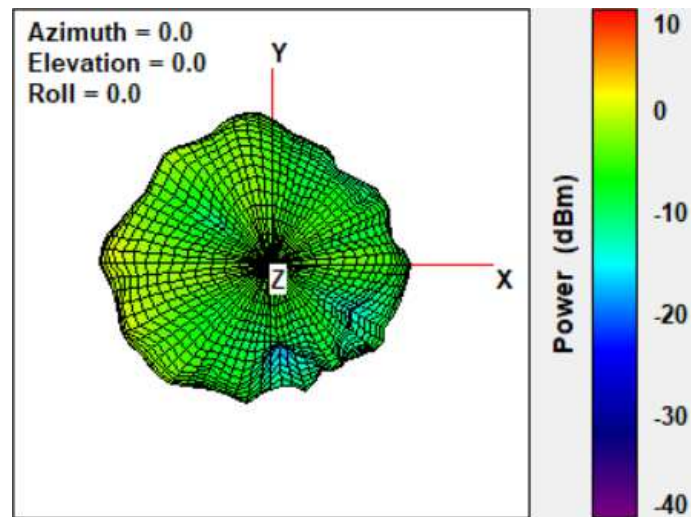 Azimuth = 0.0
Elevation = 0.0
Roll = 0.0
Y
Z
X
Power (dBm)
10
0
-10
-20
-30
-40